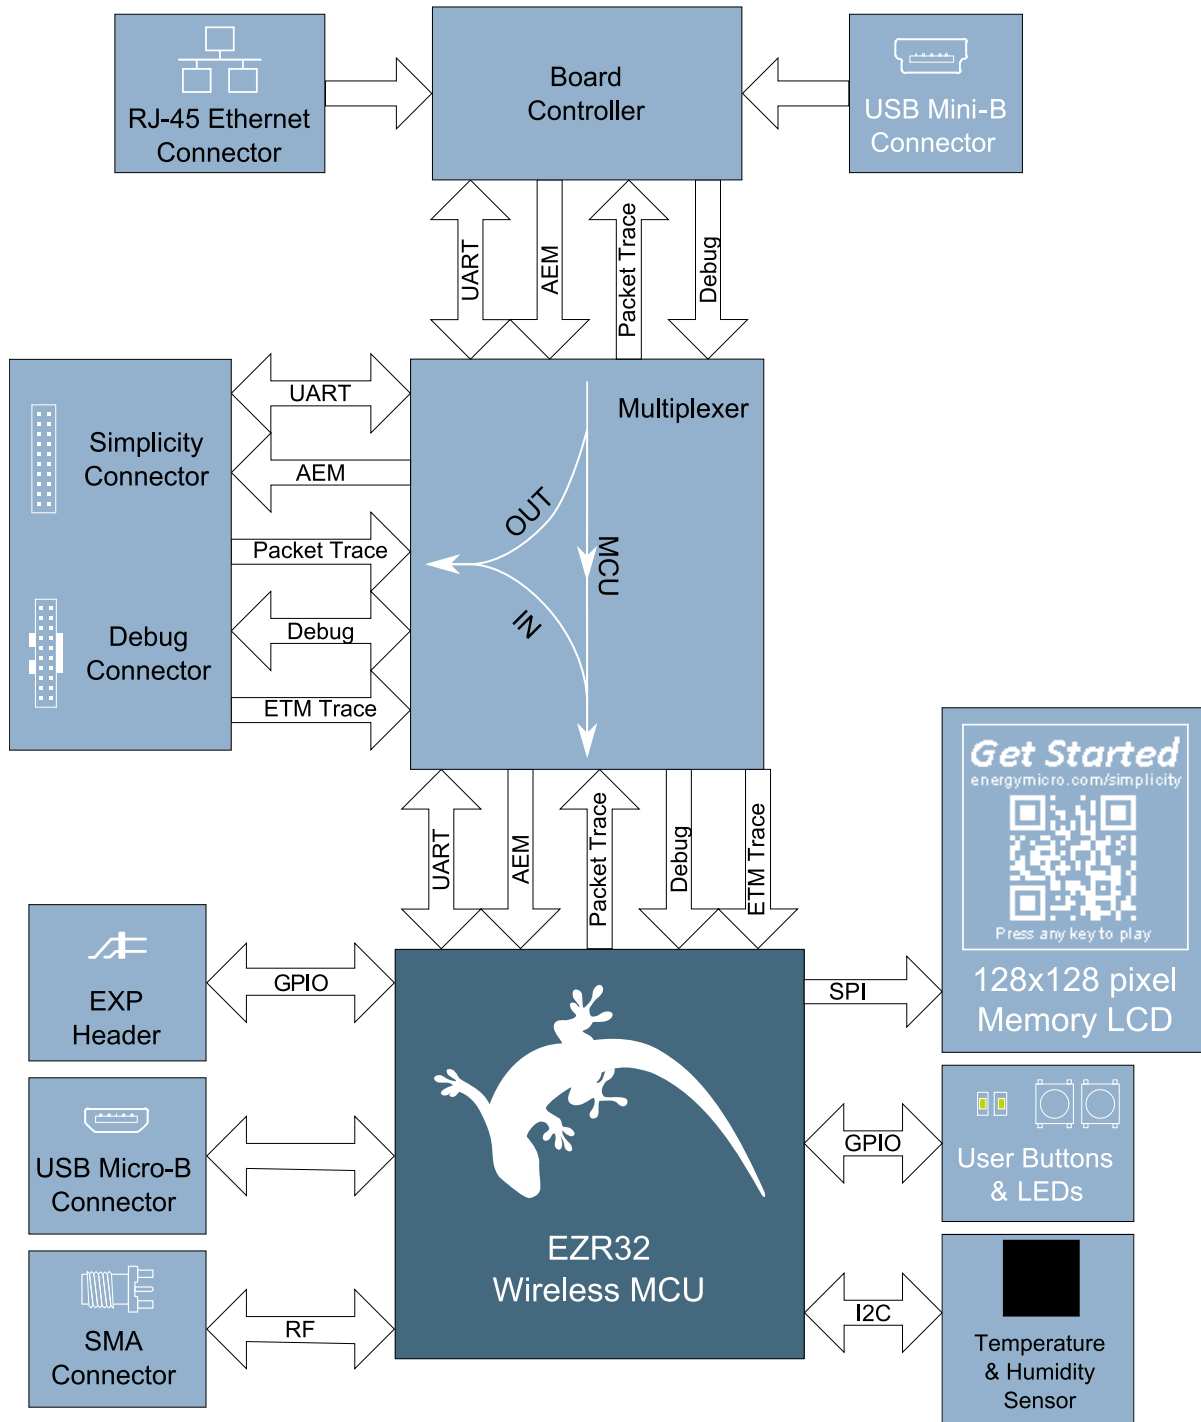 RJ-45 Ethernet
Connector
Board
Controller
USB Mini-B
Connector
UART
AEM
Packet Trace
Debug
Simplicity
Connector
Debug
Connector
UART
AEM
Packet Trace
Debug
ETM Trace
Multiplexer
OUT
MCU
IN
UART
AEM
Packet Trace
Debug
ETM Trace
Get Started
energymicro.com/simplicity
Press any key to play
128x128 pixel
Memory LCD
EXP
Header
GPIO
SPI
USB Micro-B
Connector
GPIO
User Buttons
& LEDs
EZR32
Wireless MCU
SMA
Connector
RF
I2C
Temperature
& Humidity
Sensor